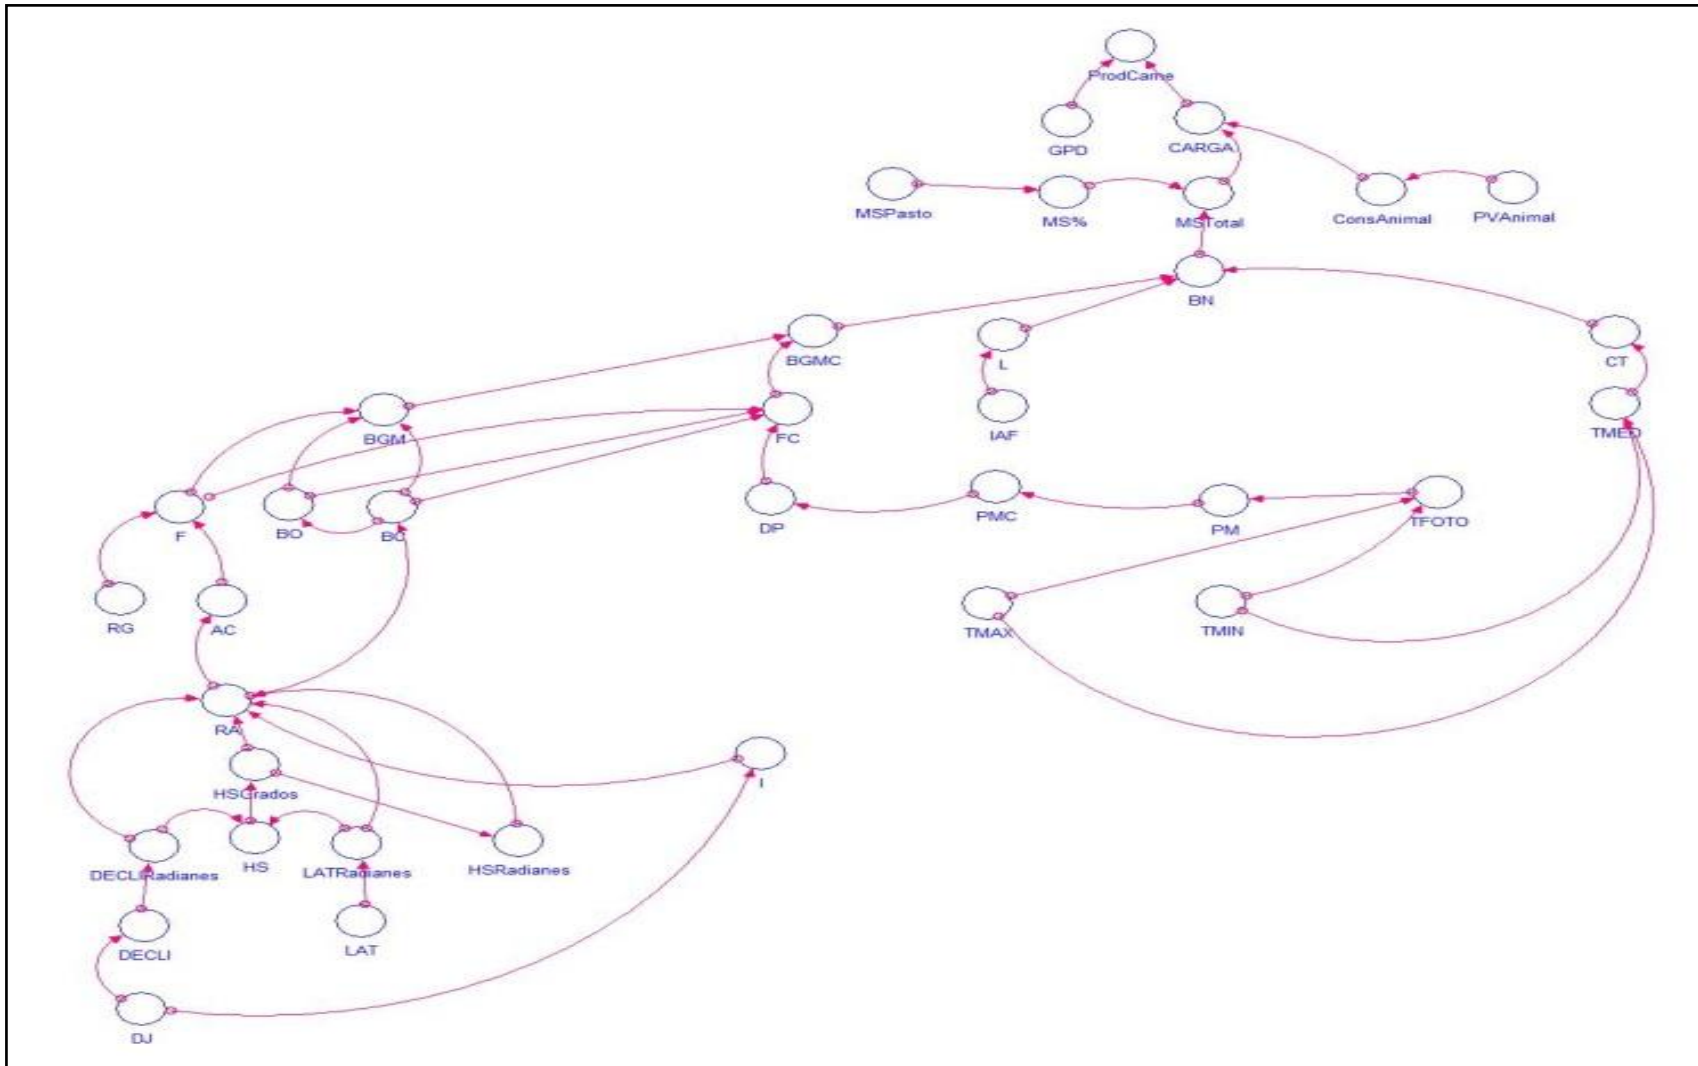 ProdCarne
GPD
CARGA
MSPasto
MS%
MSTotal
ConsAnimal
PVAnimal
BN
BGMC
L
CT
BGM
FC
IAF
TMED
F
BO
BC
DP
PMC
PM
TFOTO
RG
AC
TMAX
TMIN
RA
HSGrados
I
DECLIRadianes
HS
LATRadianes
HSRadianes
DECLI
LAT
DJ